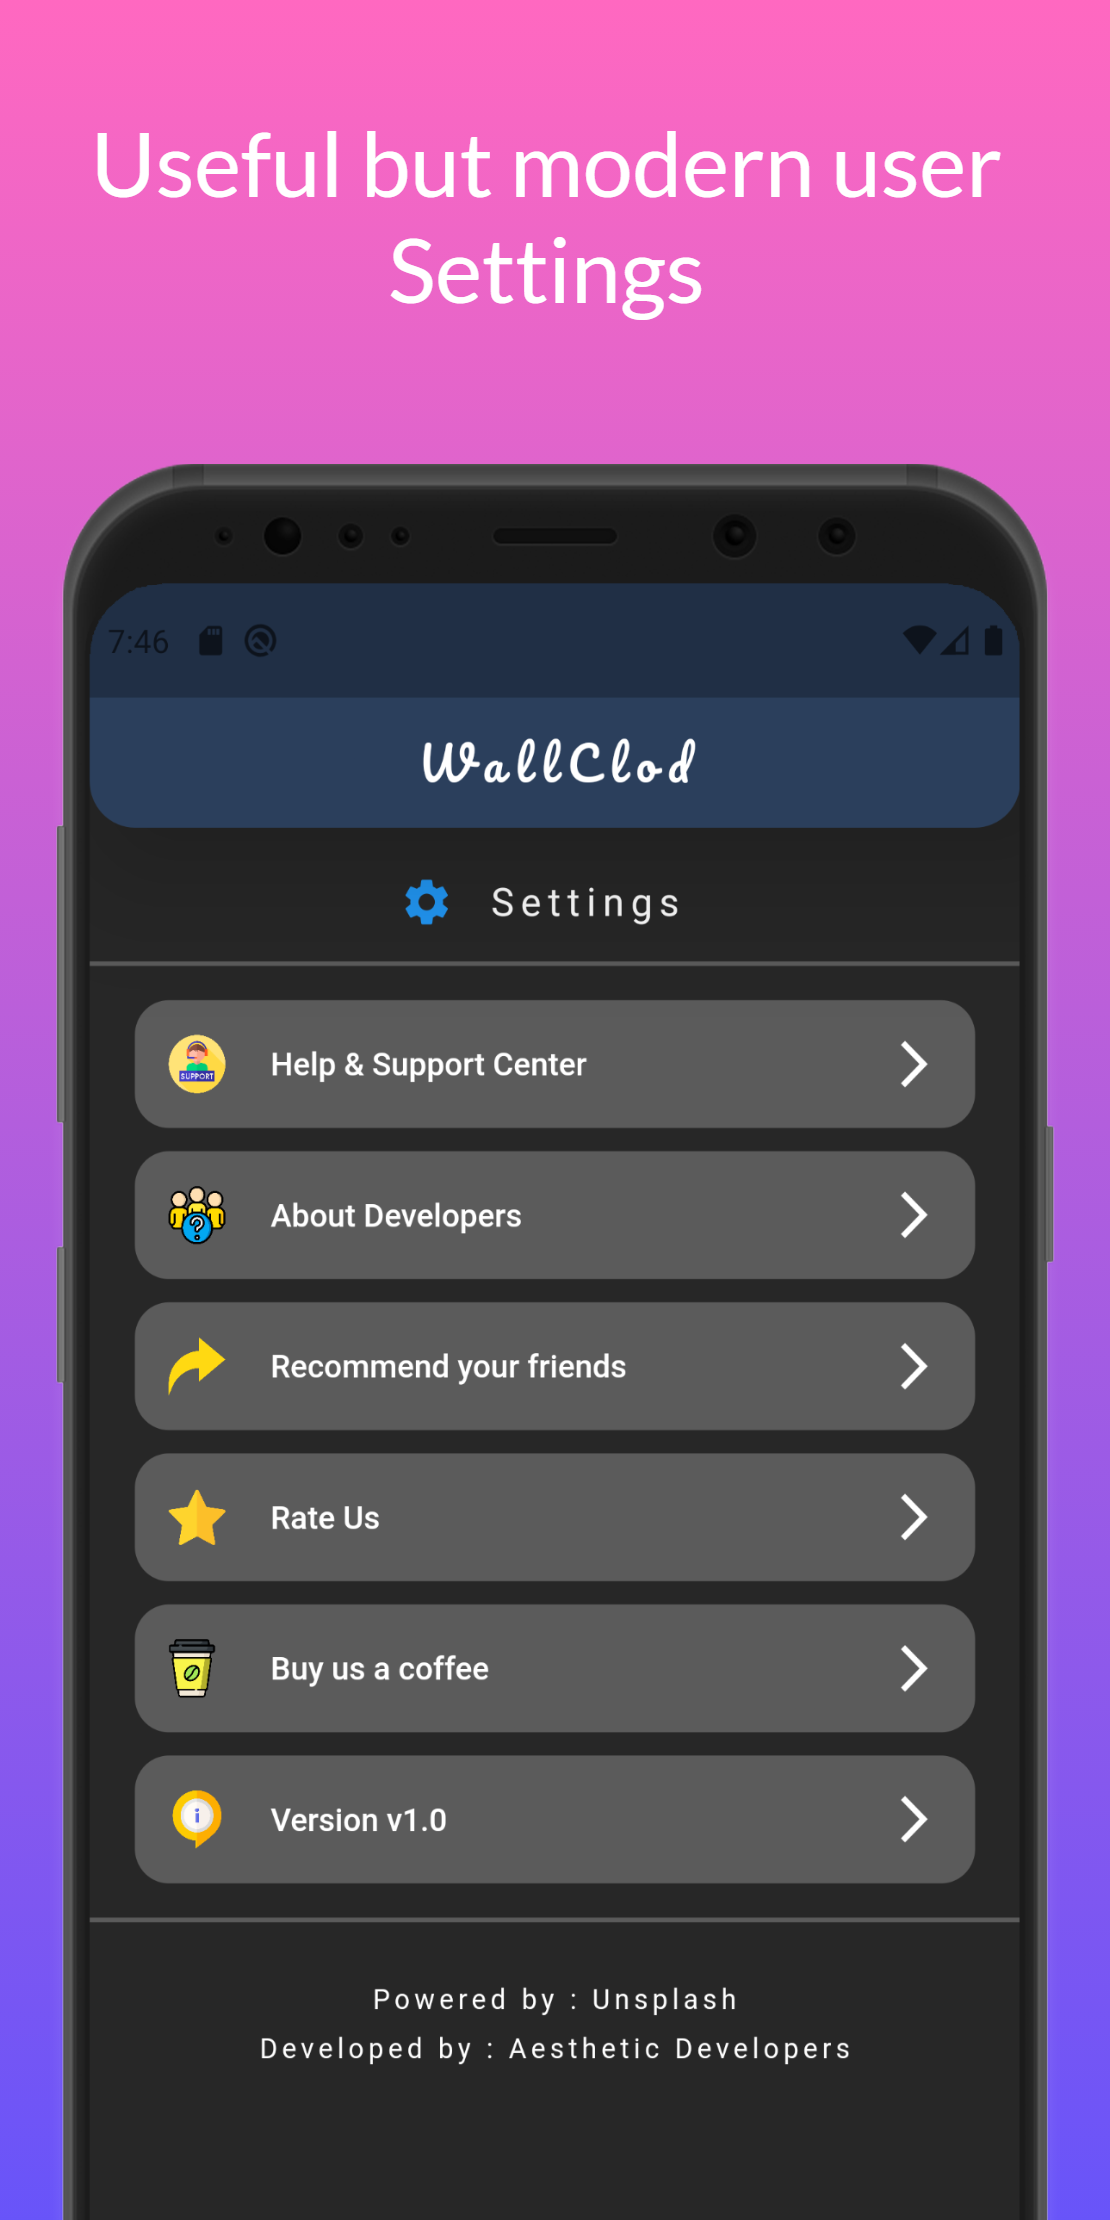 Useful but modern user
Settings
7:46
WallClod
Settings
SUPPORT
Help & Support Center
?
About Developers
Recommend your friends
Rate Us
Buy us a coffee
i
Version v1.0
Powered by : Unsplash
Developed by : Aesthetic Developers